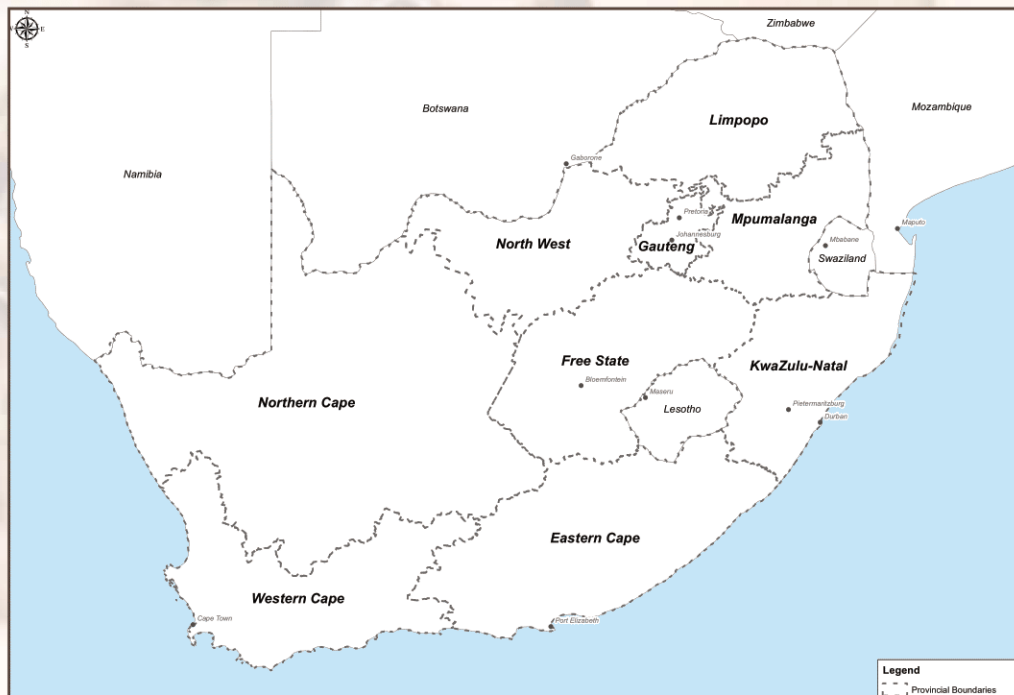 N
W E
S
Zimbabwe
Botswana
Mozambique
Limpopo
Gaborone
Namibia
Pretoria
Mpumalanga
Maputo
Johannesburg
North West
Gauteng
Mbabane
Swaziland
Free State
KwaZulu-Natal
Bloemfontein
Maseru
Northern Cape
Lesotho
Pietermaritzburg
Durban
Eastern Cape
Western Cape
Cape Town
Port Elizabeth
Legend
Provincial Boundaries